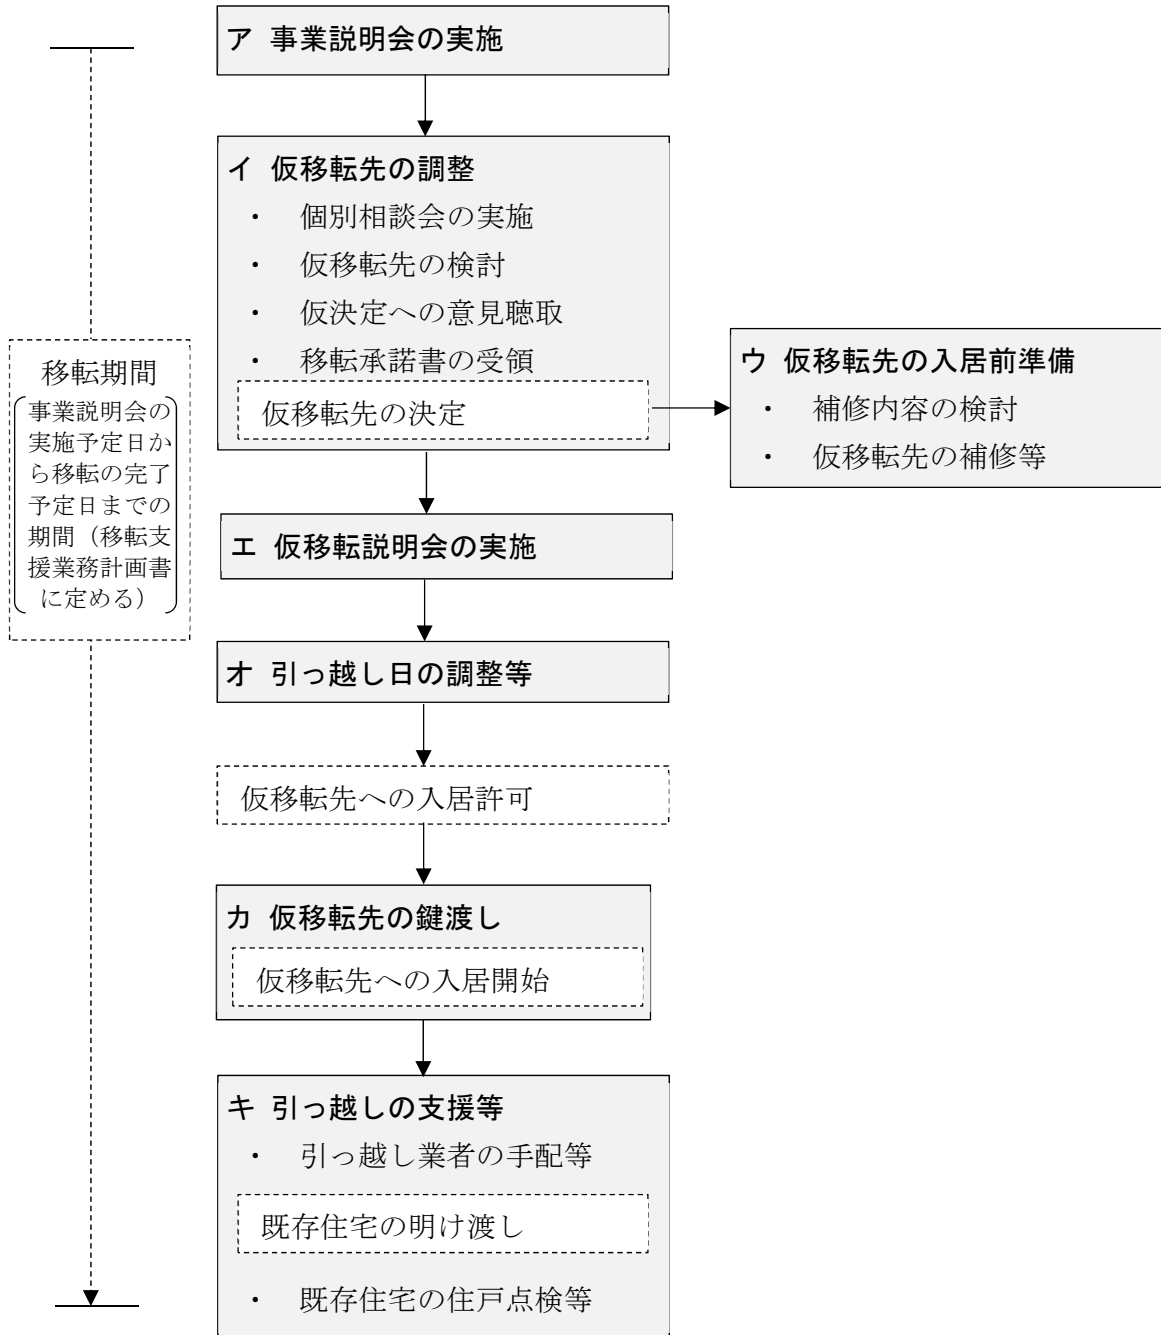 ア 事業説明会の実施
イ 仮移転先の調整
・ 個別相談会の実施
・ 仮移転先の検討
・ 仮決定への意見聴取
・ 移転承諾書の受領
仮移転先の決定
ウ 仮移転先の入居前準備
・ 補修内容の検討
・ 仮移転先の補修等
移転期間
事業説明会の
実施予定日か
ら移転の完了
予定日までの
期間（移転支
援業務計画書
に定める）
エ 仮移転説明会の実施
オ 引っ越し日の調整等
仮移転先への入居許可
カ 仮移転先の鍵渡し
仮移転先への入居開始
キ 引っ越しの支援等
・ 引っ越し業者の手配等
既存住宅の明け渡し
・ 既存住宅の住戸点検等